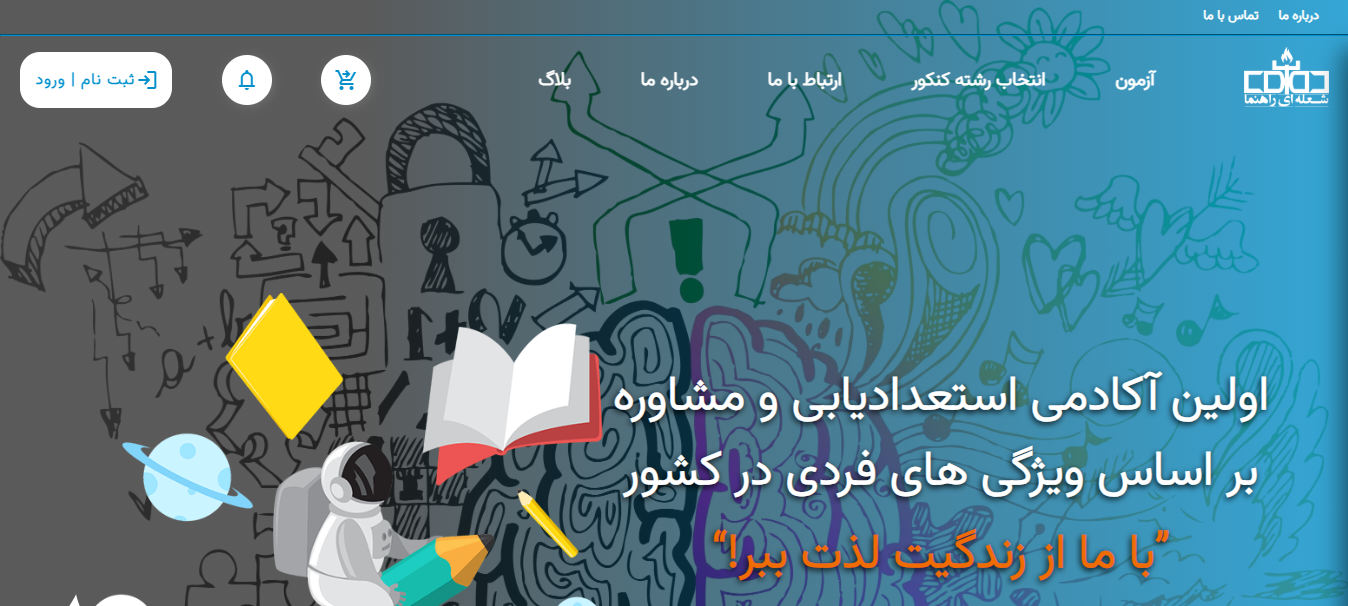 درباره ما تماس با ما
شعله ای راهنما
آزمون انتخاب رشته کنکور ارتباط با ما درباره ما بلاگ
ثبت نام | ورود
اولین آکادمی استعدادیابی و مشاوره
بر اساس ویژگی های فردی در کشور
”با ما از زندگیت لذت ببر!“